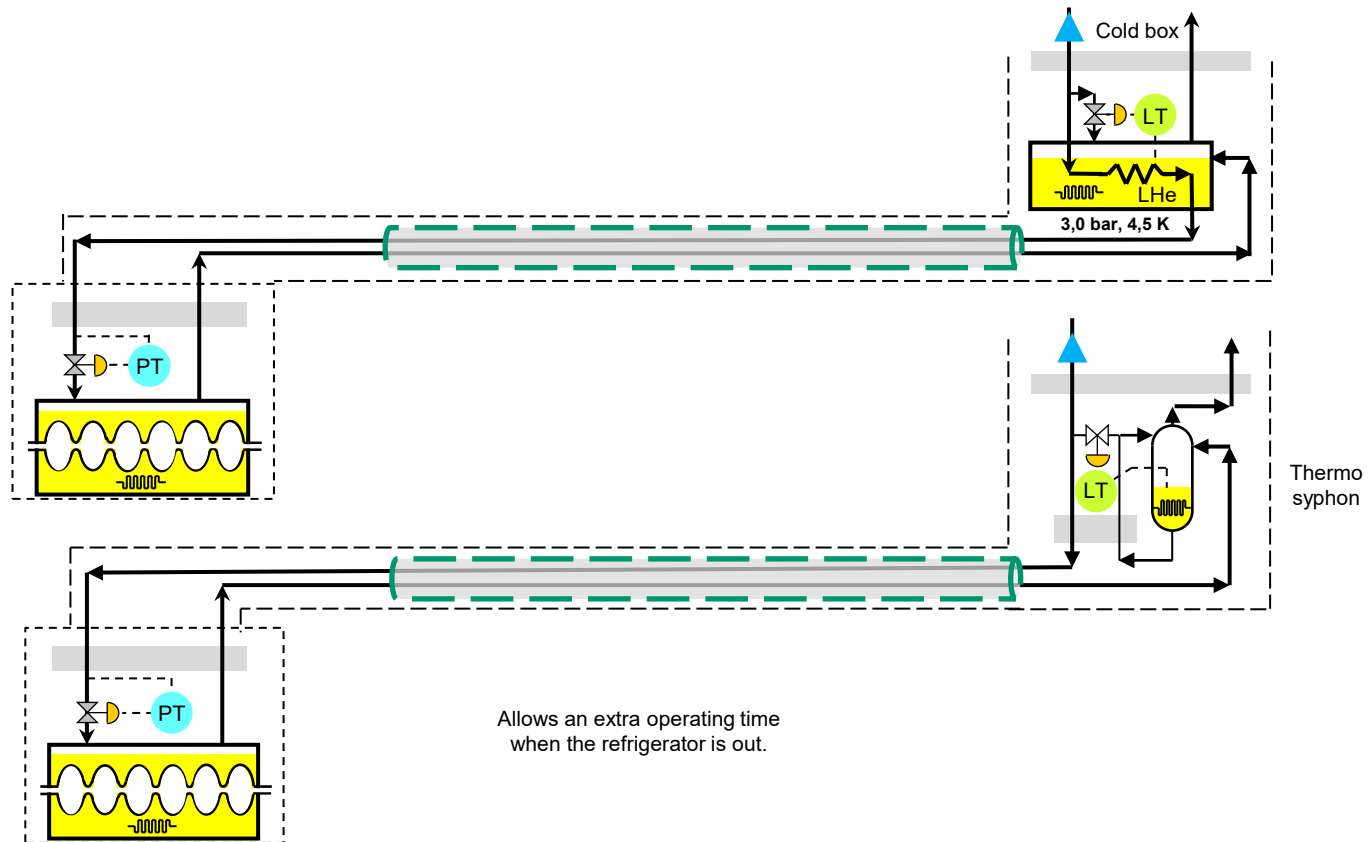 Cold box
LT
LHe
3,0 bar, 4,5 K
PT
LT
Thermo
syphon
PT
Allows an extra operating time
when the refrigerator is out.